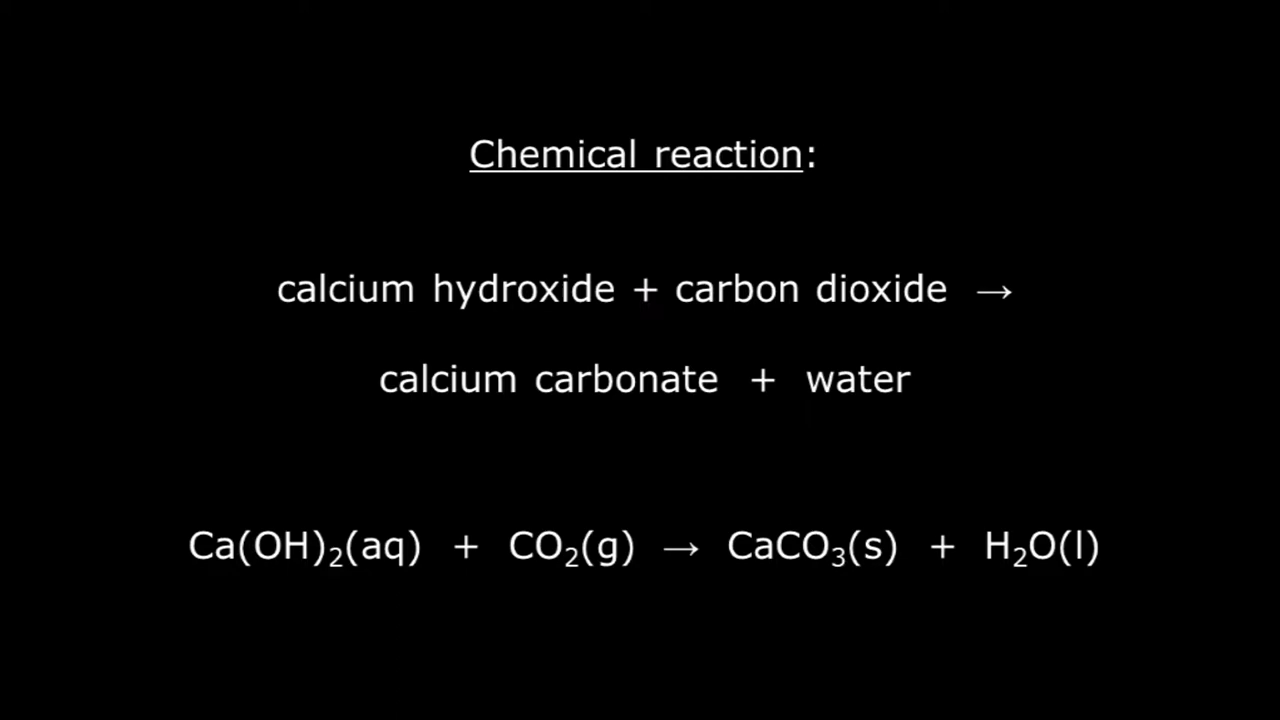 Chemical reaction:
calcium hydroxide + carbon dioxide →
calcium carbonate + water
Ca(OH)₂(aq) + CO₂(g) → CaCO₃(s) + H₂O(l)